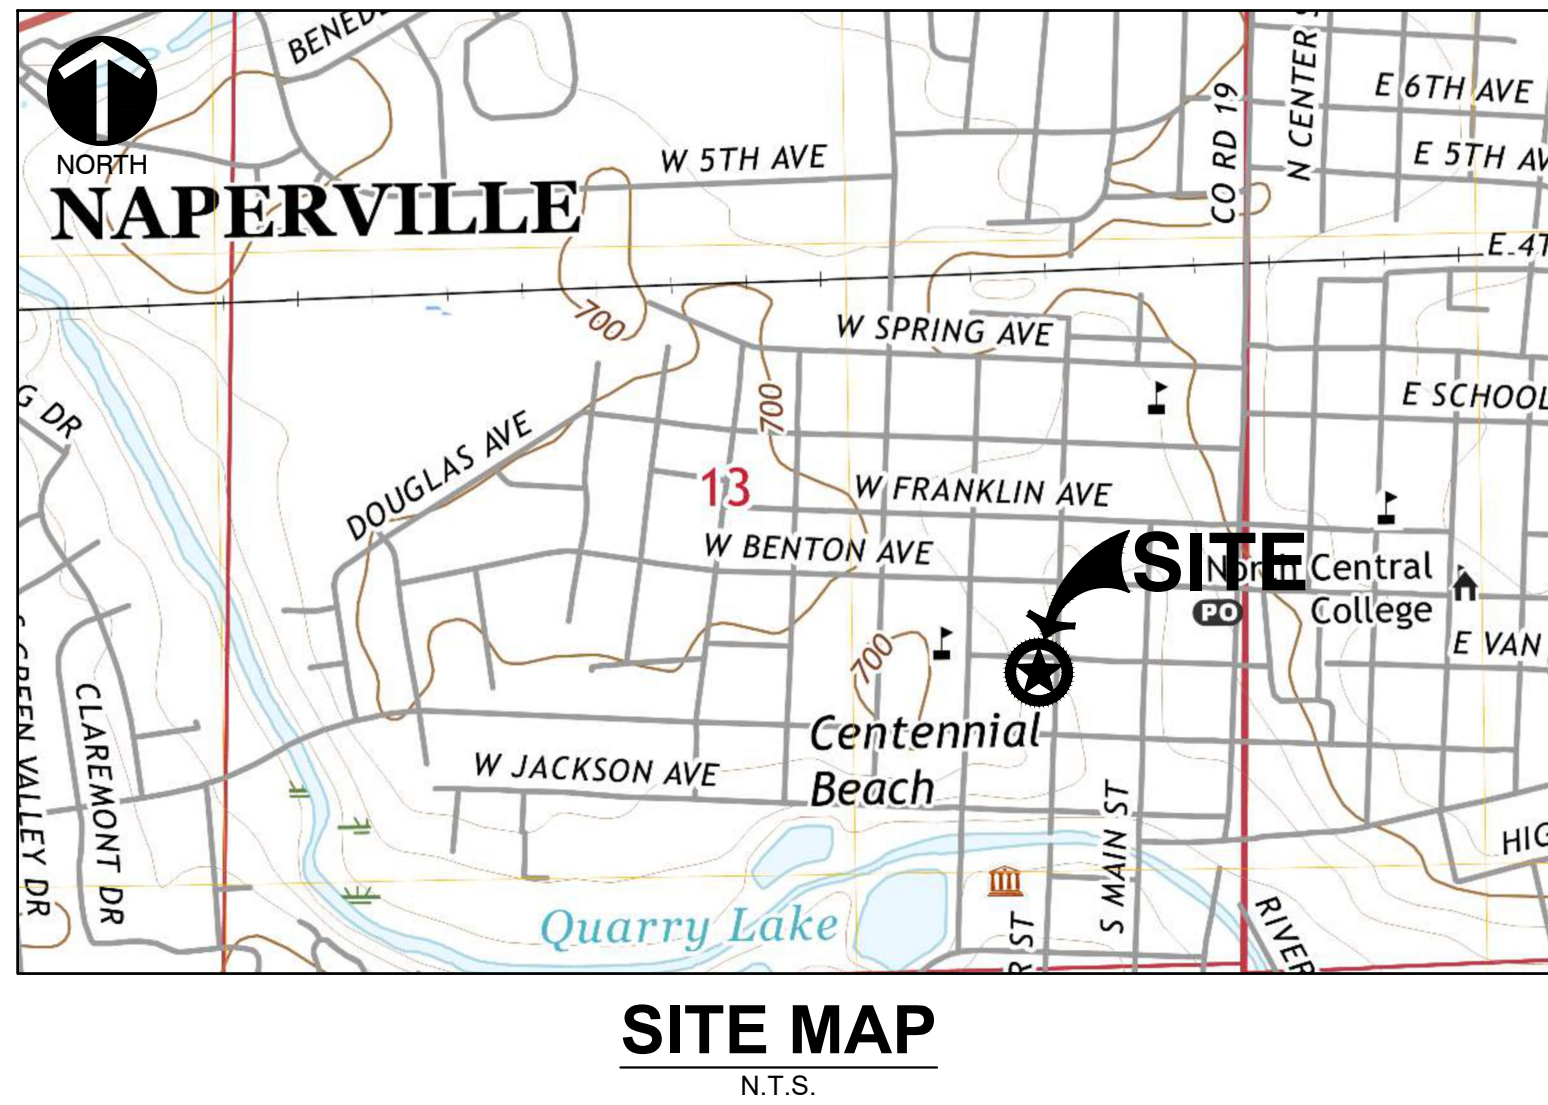 BENED
NORTH
NAPERVILLE
W 5TH AVE
CO RD 19
N CENTER
E 6TH AVE
E 5TH AV
E 4T
700
W SPRING AVE
700
E SCHOOL
G DR
DOUGLAS AVE
13
W FRANKLIN AVE
W BENTON AVE
SITE
North Central
College
PO
E VAN
700
GREEN VALLEY DR
CLAREMONT DR
Centennial
Beach
W JACKSON AVE
S MAIN ST
HIG
Quarry Lake
R ST
RIVER
SITE MAP
N.T.S.